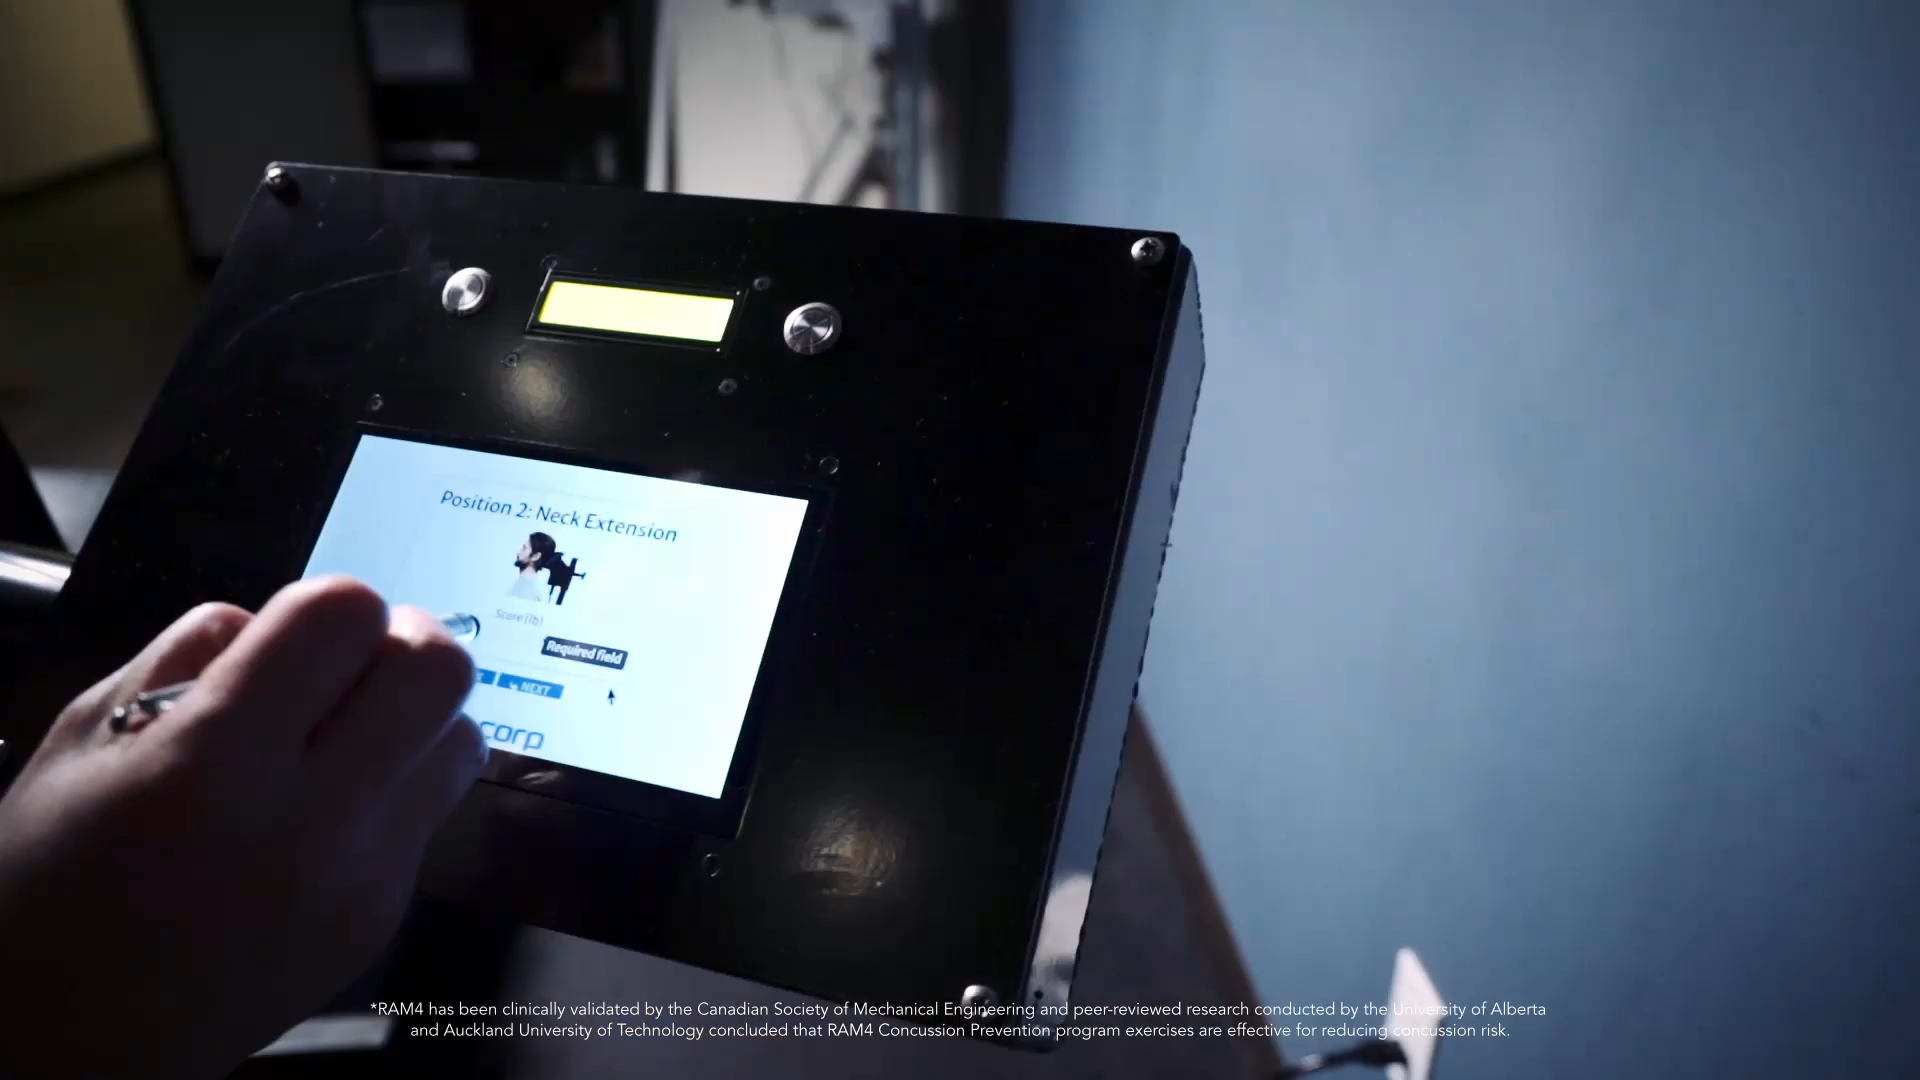 Position 2: Neck Extension
Score (lb)
Required field
NEXT
corp
*RAM4 has been clinically validated by the Canadian Society of Mechanical Engineering and peer-reviewed research conducted by the University of Alberta
and Auckland University of Technology concluded that RAM4 Concussion Prevention program exercises are effective for reducing concussion risk.